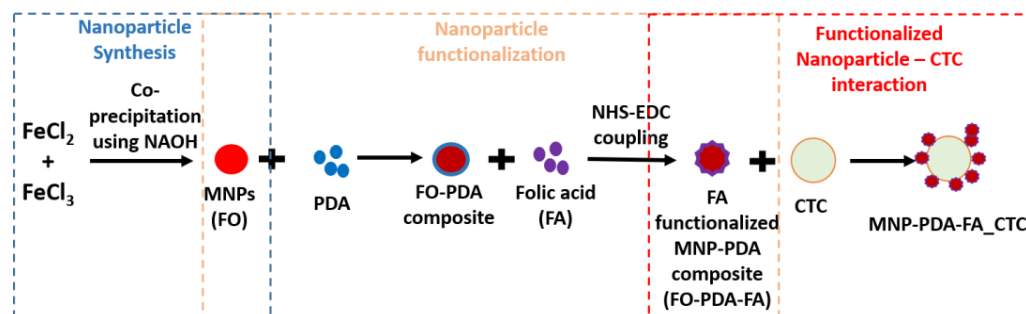 Nanoparticle
Synthesis
Nanoparticle
functionalization
Functionalized
Nanoparticle – CTC
interaction
FeCl2
+
FeCl3
Co-
precipitation
using NAOH
MNPs
(FO)
+
PDA
FO-PDA
composite
+
Folic acid
(FA)
NHS-EDC
coupling
FA
functionalized
MNP-PDA
composite
(FO-PDA-FA)
+
CTC
MNP-PDA-FA_CTC